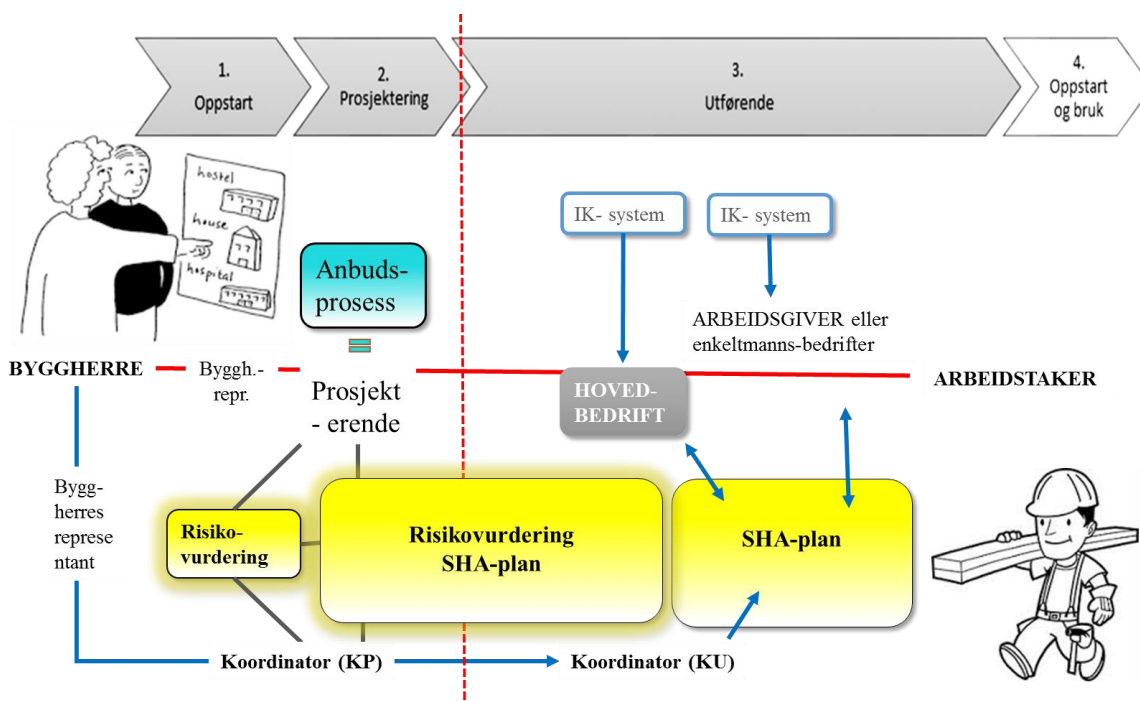 1.
Oppstart
2.
Prosjektering
3.
Utførende
4.
Oppstart
og bruk
hostel
house
hospital
IK- system
IK- system
Anbuds-
prosess
=
ARBEIDSGIVER eller
enkeltmanns-bedrifter
BYGGHERRE
Byggh.-
repr.
Prosjekt
- erende
HOVED-
BEDRIFT
ARBEIDSTAKER
Bygg-
herres
represe
ntant
Risiko-
vurdering
Risikovurdering
SHA-plan
SHA-plan
Koordinator (KP)
Koordinator (KU)